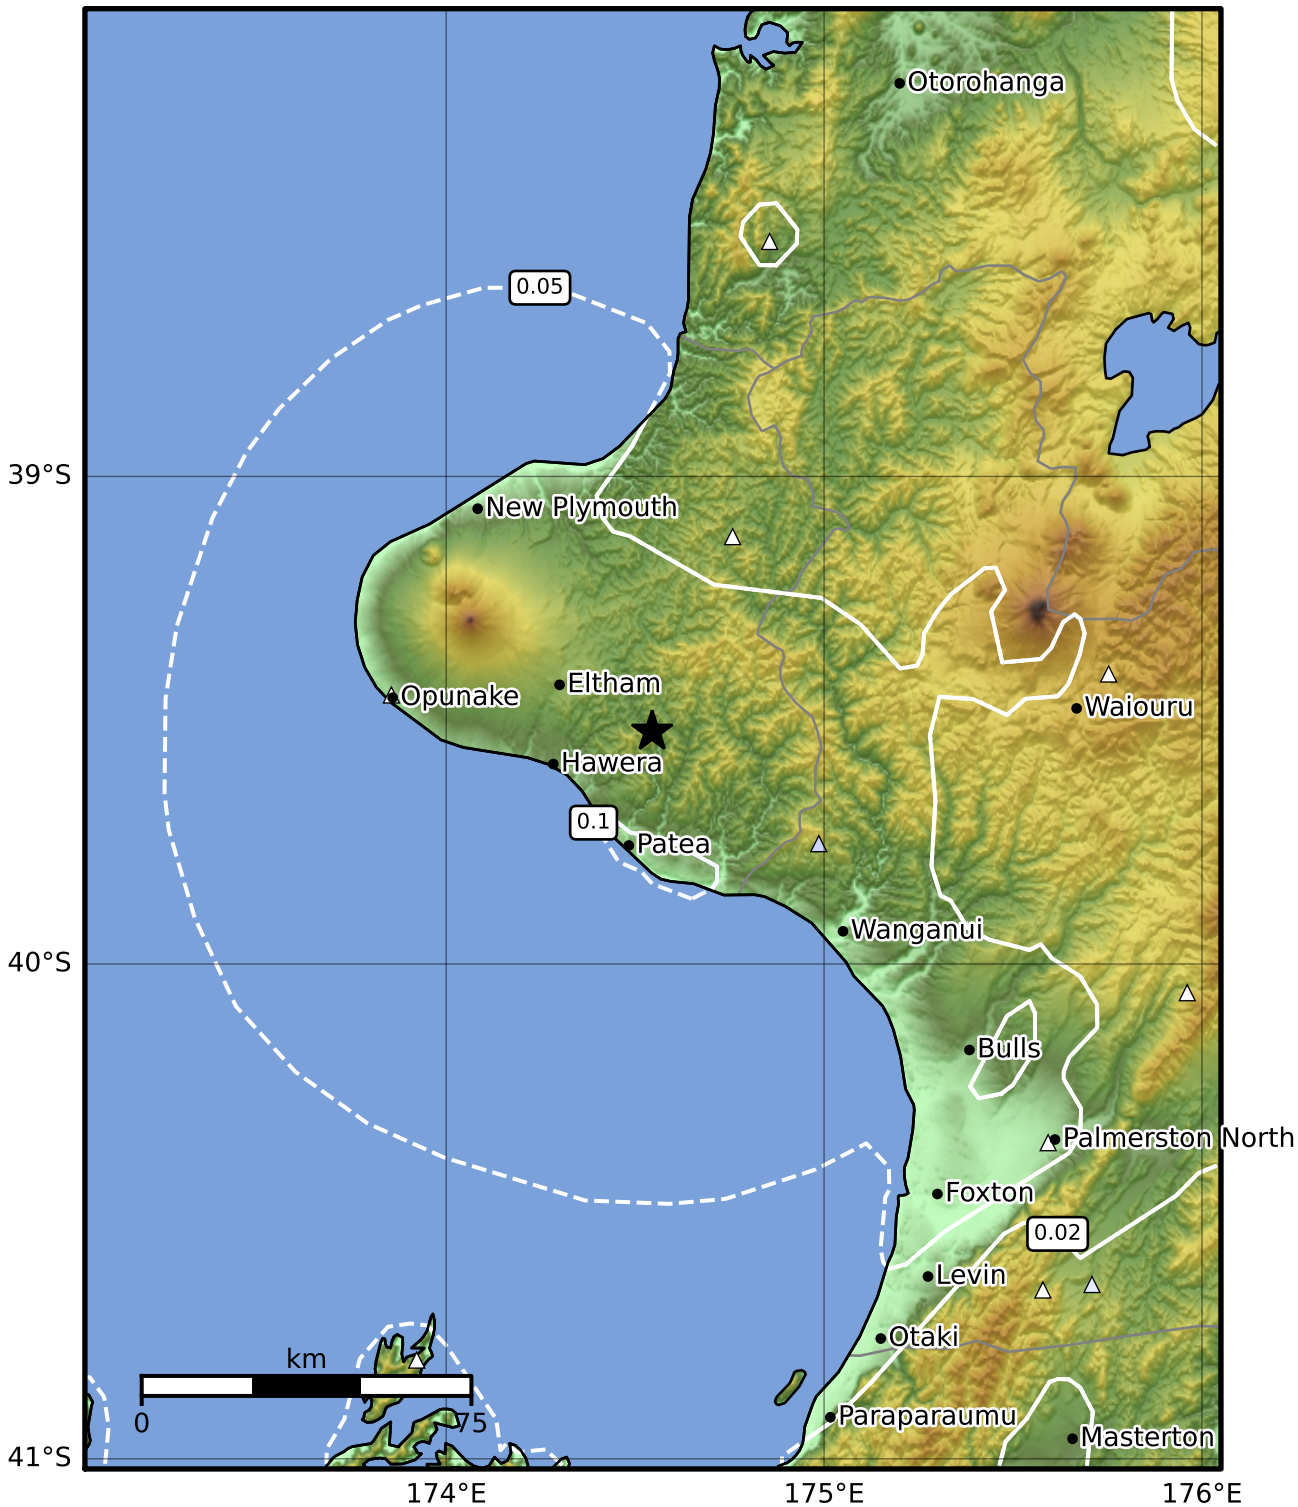 Otorohanga
0.05
39°S
New Plymouth
Eltham
Opunake
Waiouru
Hawera
0.1
Patea
Wanganui
40°S
Bulls
Palmerston North
Foxton
0.02
Levin
Otaki
km
0
75
Paraparaumu
Masterton
41°S
174°E
175°E
176°E